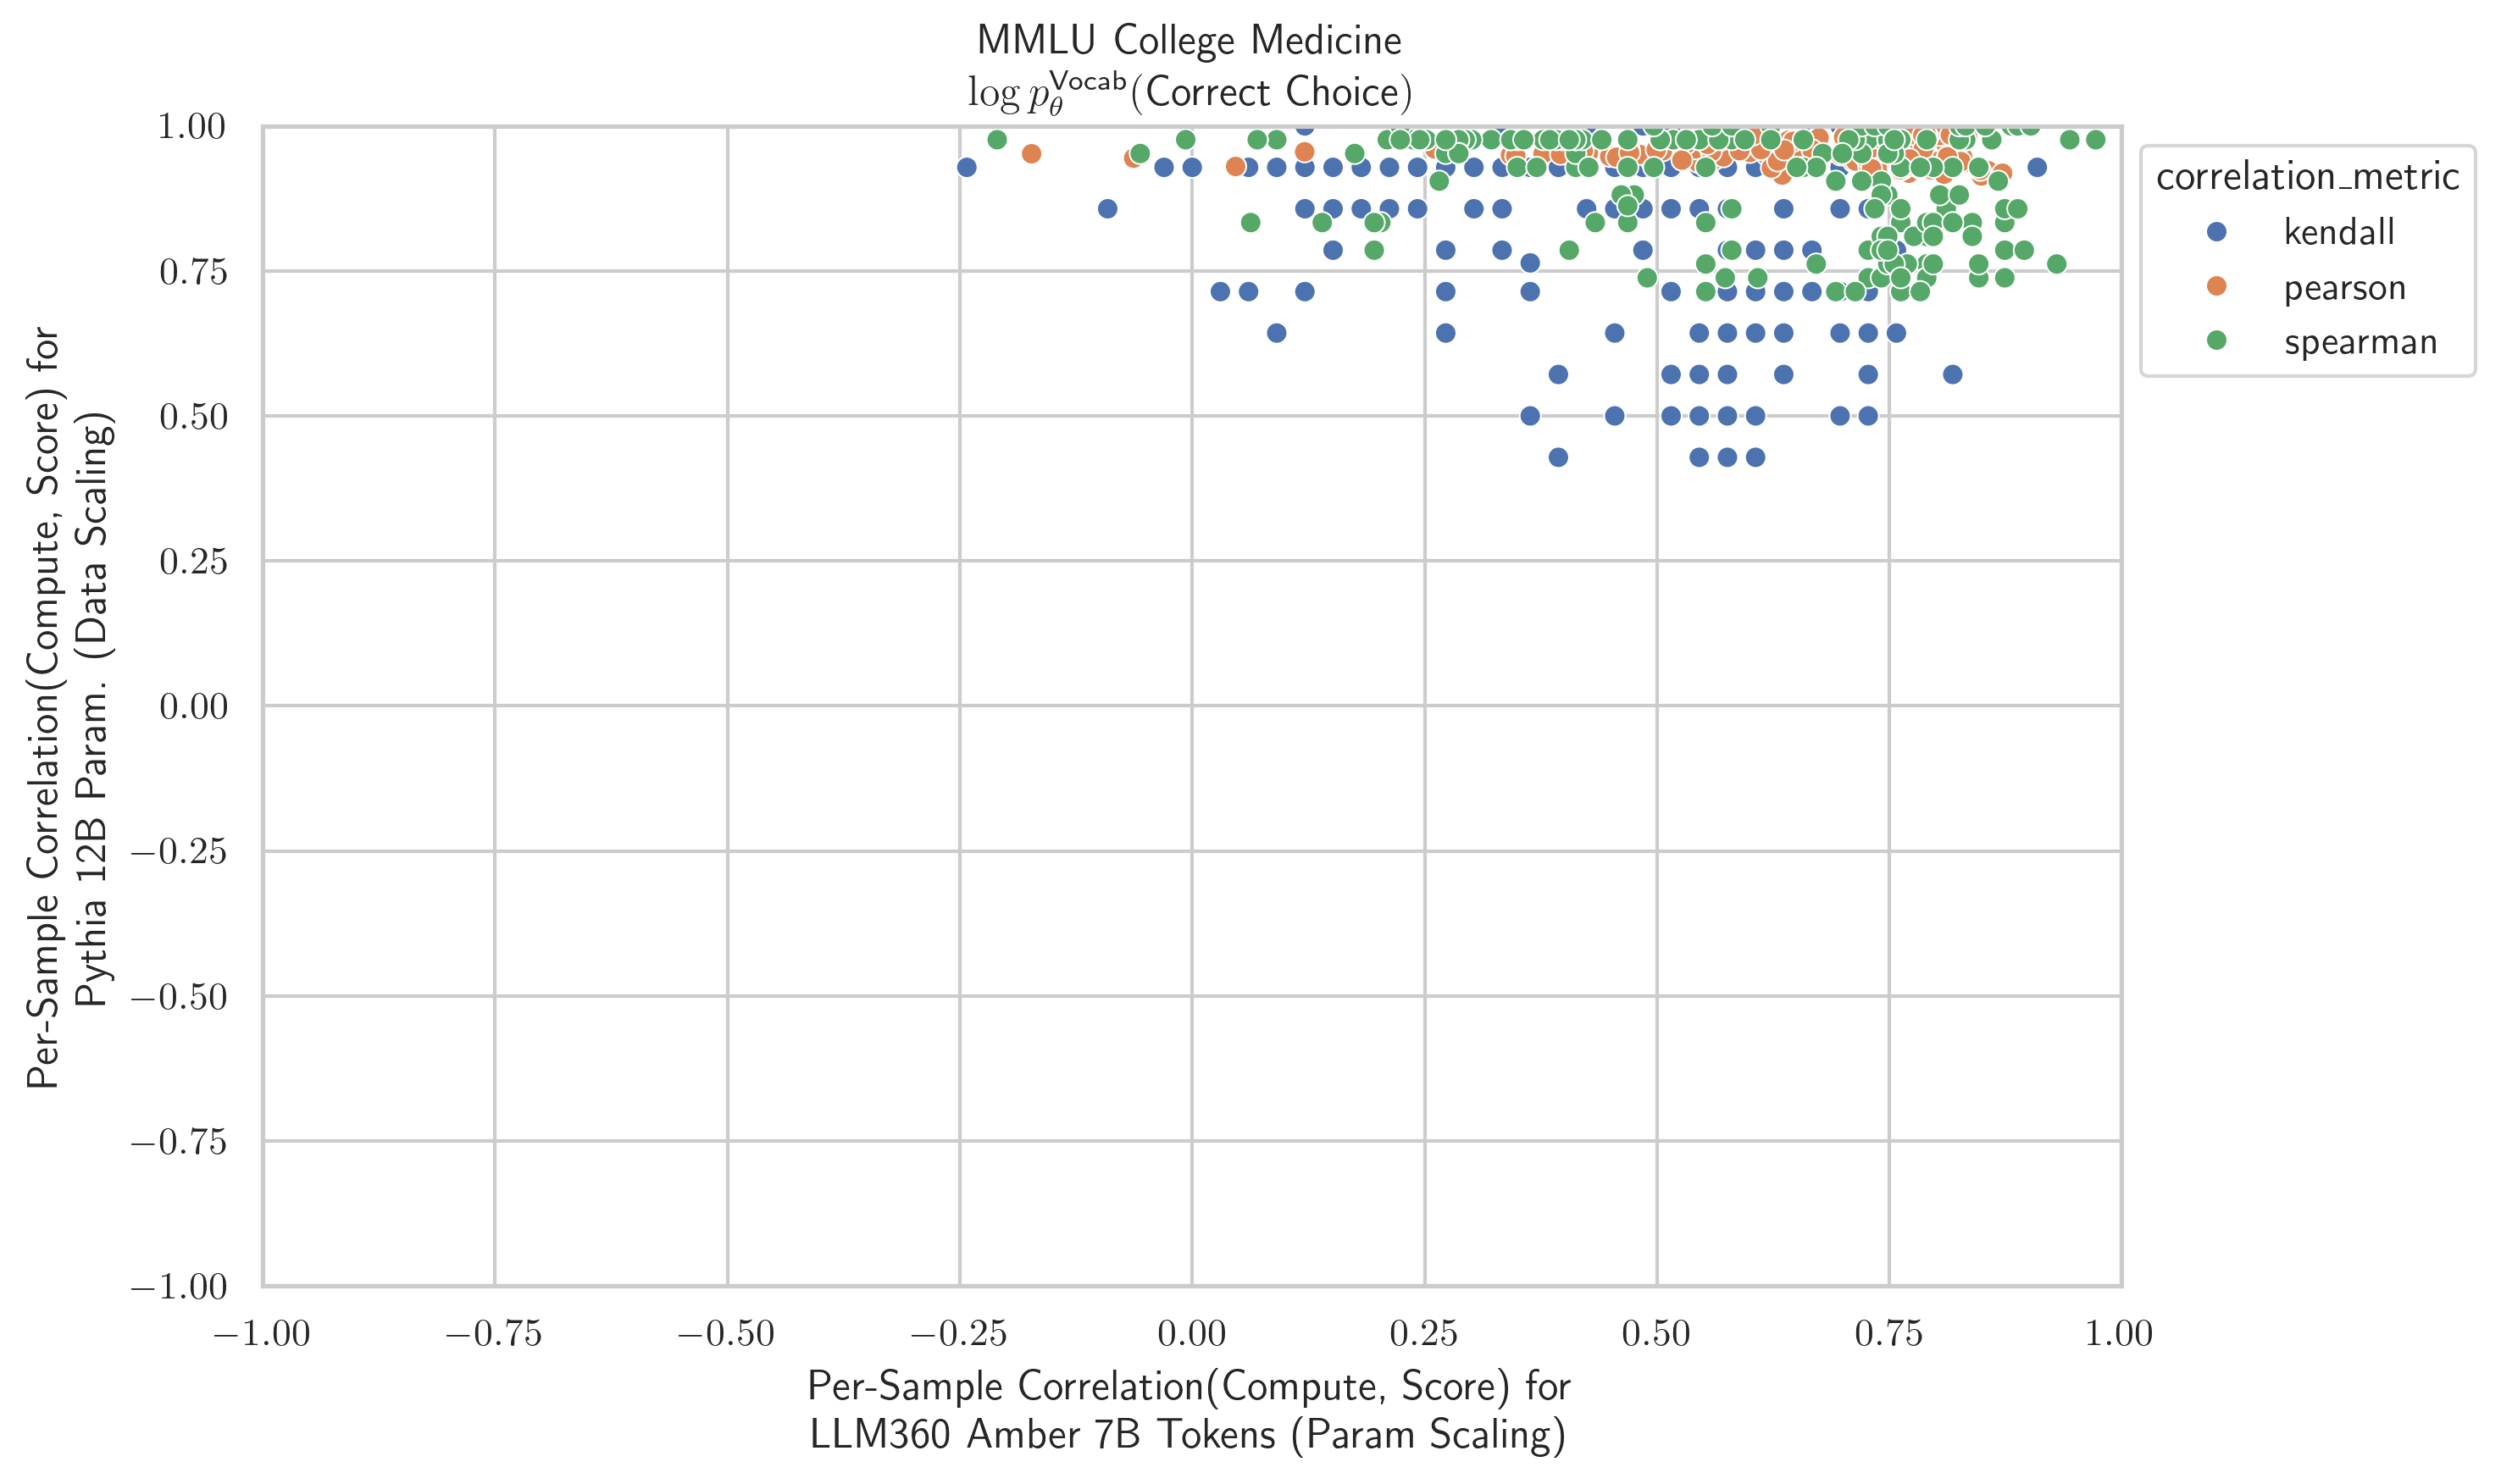 MMLU College Medicine
log p_θ^Vocab(Correct Choice)
1.00
0.75
0.50
0.25
0.00
−0.25
−0.50
−0.75
−1.00
Per-Sample Correlation(Compute, Score) for
Pythia 12B Param. (Data Scaling)
−1.00
−0.75
−0.50
−0.25
0.00
0.25
0.50
0.75
1.00
Per-Sample Correlation(Compute, Score) for
LLM360 Amber 7B Tokens (Param Scaling)
correlation_metric
kendall
pearson
spearman